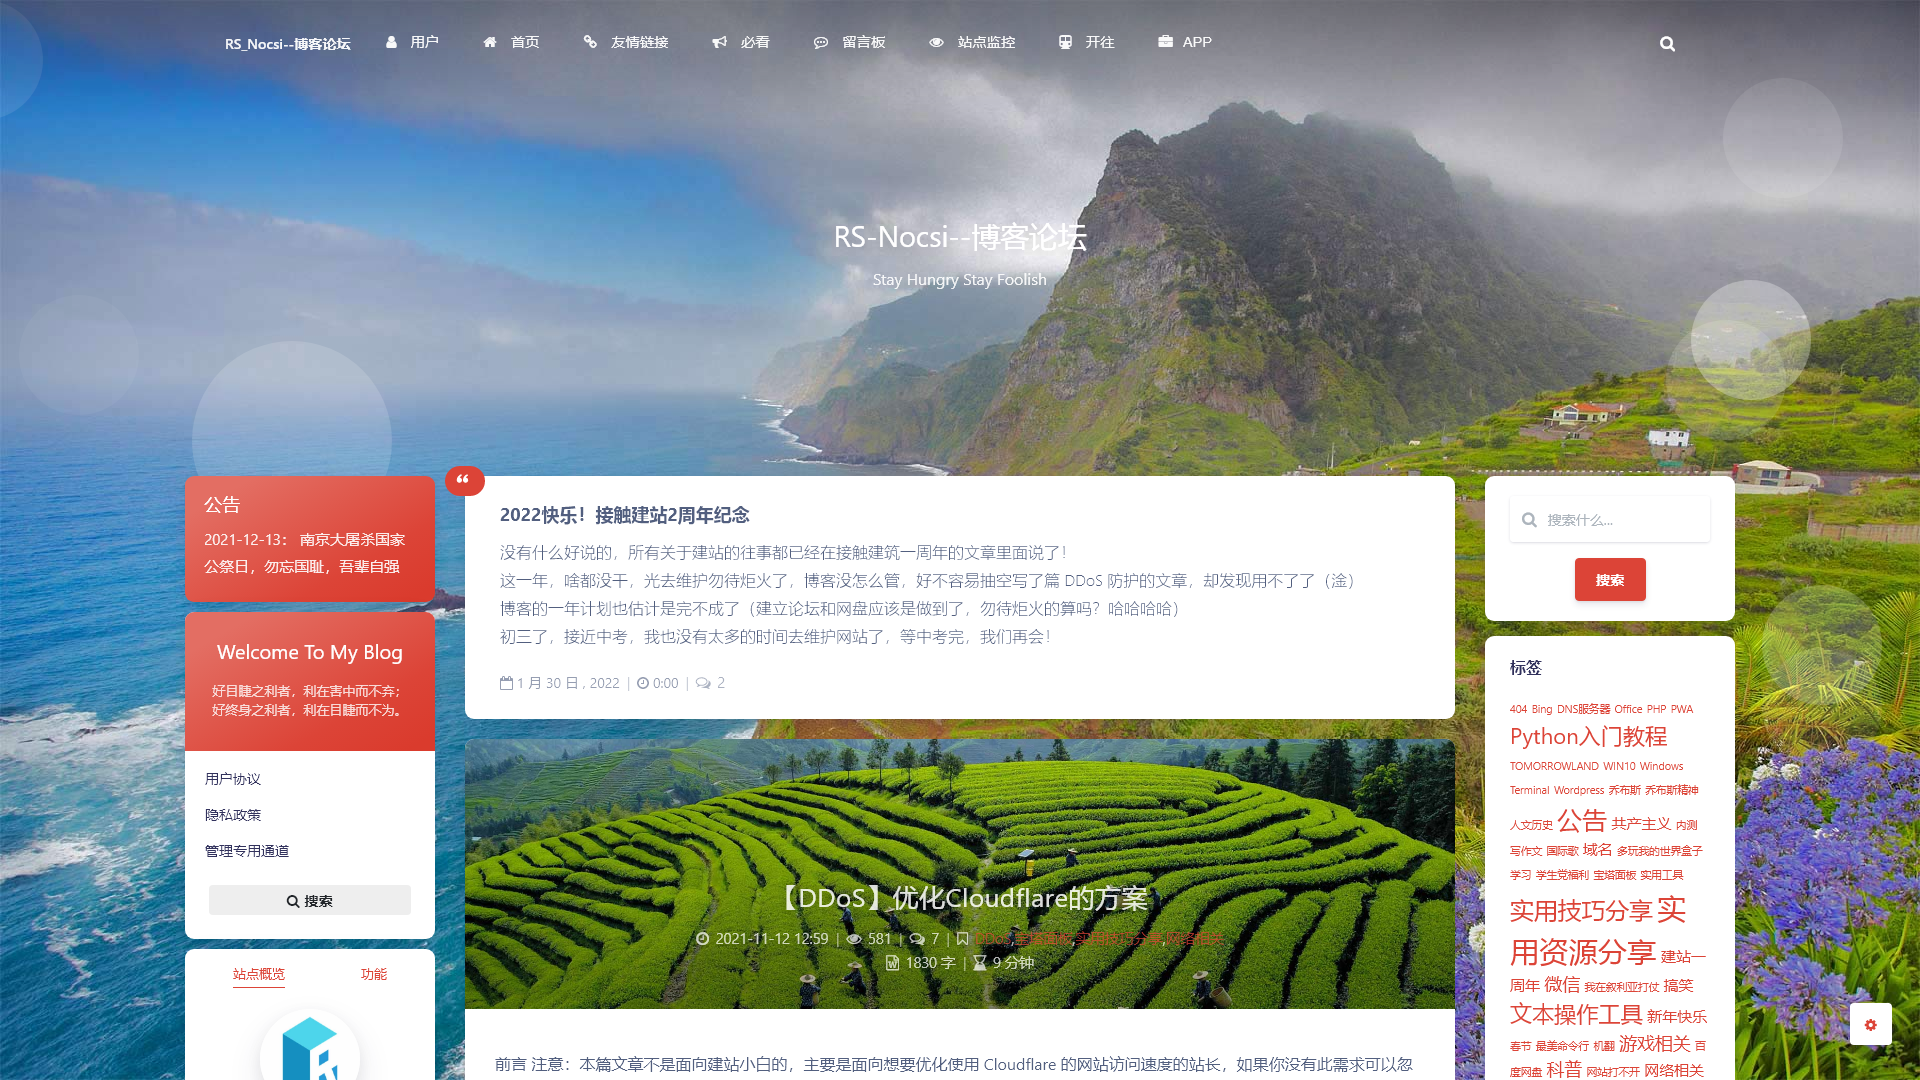 RS_Nocsi--博客论坛
用户
首页
友情链接
必看
留言板
站点监控
开往
APP
RS-Nocsi--博客论坛
Stay Hungry Stay Foolish
公告
2021-12-13： 南京大屠杀国家
公祭日，勿忘国耻，吾辈自强
Welcome To My Blog
好目睫之利者，利在害中而不弃；
好终身之利者，利在目睫而不为。
用户协议
隐私政策
管理专用通道
搜索
站点概览
功能
2022快乐！接触建站2周年纪念
没有什么好说的，所有关于建站的往事都已经在接触建筑一周年的文章里面说了！
这一年，啥都没干，光去维护勿待炬火了，博客没怎么管，好不容易抽空写了篇 DDoS 防护的文章，却发现用不了了（淦）
博客的一年计划也估计是完不成了（建立论坛和网盘应该是做到了，勿待炬火的算吗？哈哈哈哈）
初三了，接近中考，我也没有太多的时间去维护网站了，等中考完，我们再会！
1 月 30 日 , 2022 | 0:00 | 2
【DDoS】优化Cloudflare的方案
2021-11-12 12:59 | 581 | 7 | DDoS,宝塔面板,实用技巧分享,网络相关
1830 字 | 9 分钟
前言 注意：本篇文章不是面向建站小白的，主要是面向想要优化使用 Cloudflare 的网站访问速度的站长，如果你没有此需求可以忽
搜索什么...
搜索
标签
404 Bing DNS服务器 Office PHP PWA
Python入门教程
TOMORROWLAND WIN10 Windows
Terminal Wordpress 乔布斯 乔布斯精神
人文历史 公告 共产主义 内测
写作文 国际歌 域名 多玩我的世界盒子
学习 学生党福利 宝塔面板 实用工具
实用技巧分享 实
用资源分享 建站一
周年 微信 我在叙利亚打仗 搞笑
文本操作工具 新年快乐
春节 最美命令行 机翻 游戏相关 百
度网盘 科普 网站打不开 网络相关